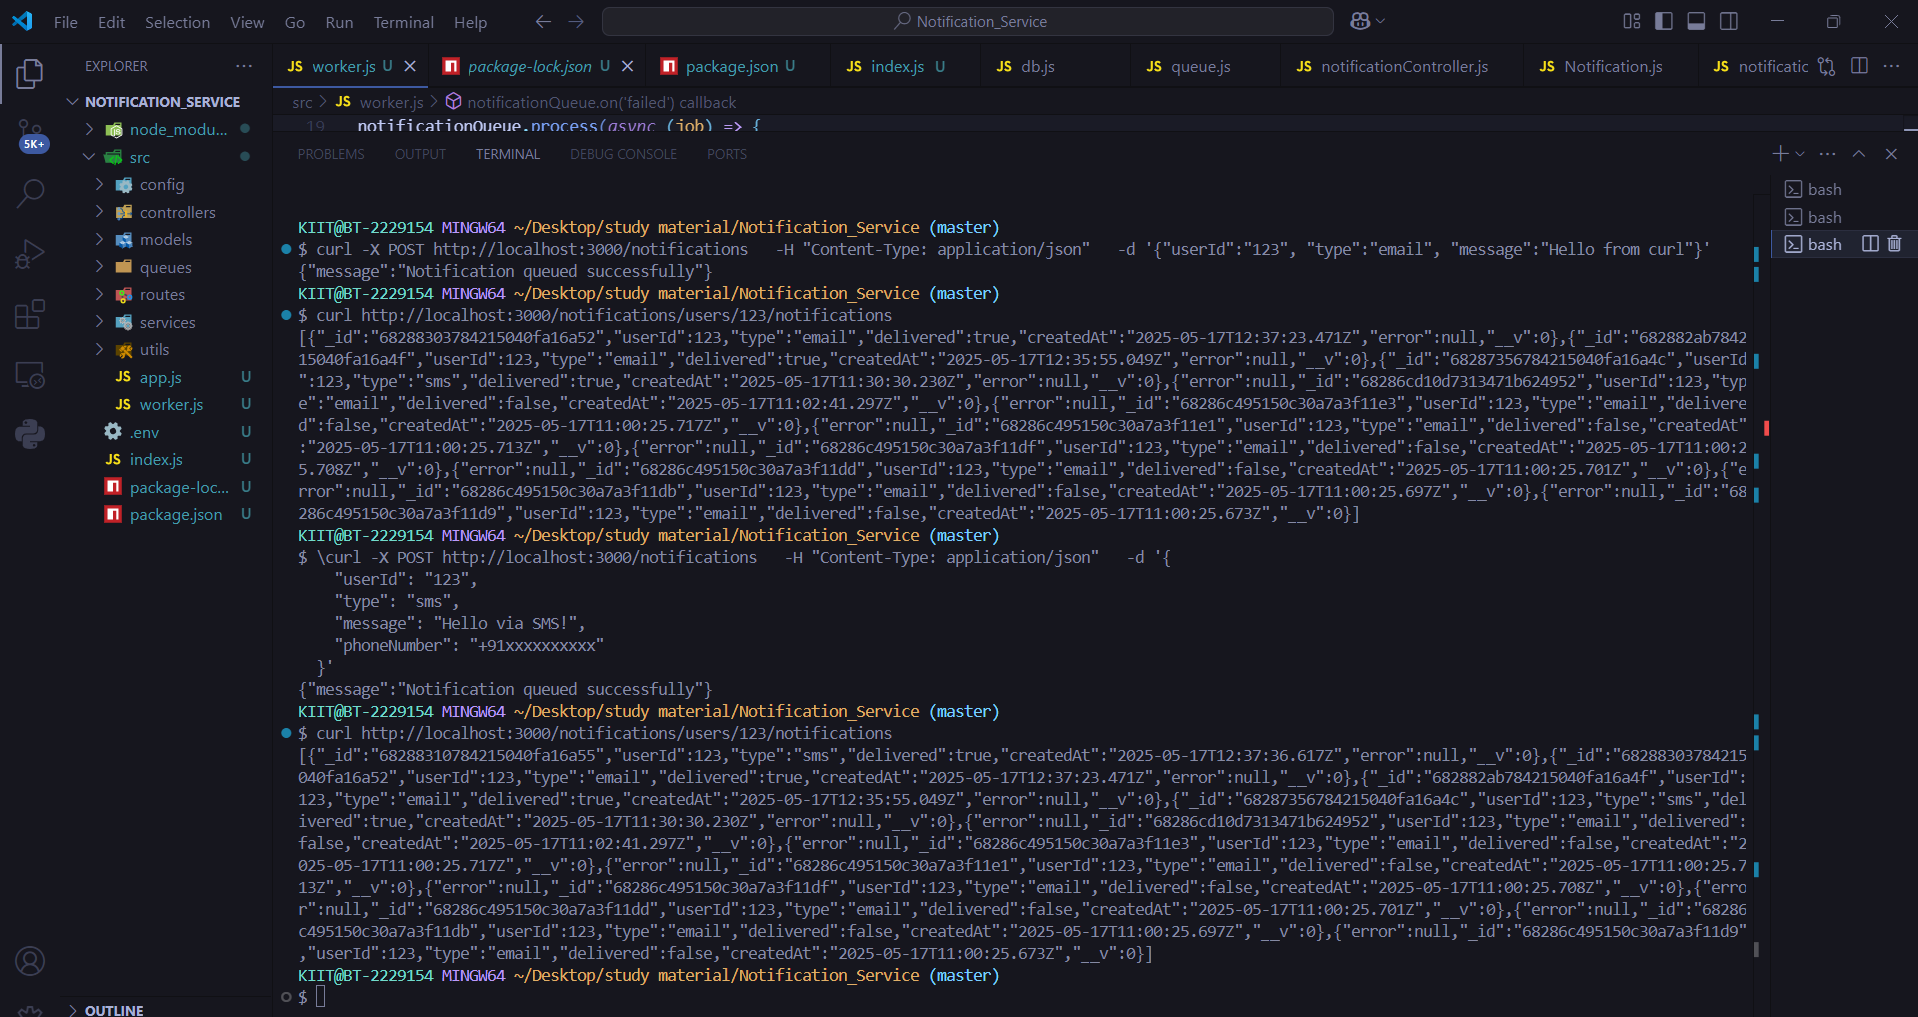 File Edit Selection View Go Run Terminal Help
Notification_Service
EXPLORER
NOTIFICATION_SERVICE
node_modu...
src
config
controllers
models
queues
routes
services
utils
app.js U
worker.js U
.env U
index.js U
package-loc... U
package.json U
OUTLINE
5K+
JS worker.js U
package-lock.json U
package.json U
JS index.js U
JS db.js
JS queue.js
JS notificationController.js
JS Notification.js
JS notificatic
src > JS worker.js > notificationQueue.on('failed') callback
19 notificationQueue.process(async (job) => {
PROBLEMS OUTPUT TERMINAL DEBUG CONSOLE PORTS
bash
bash
bash
KIIT@BT-2229154 MINGW64 ~/Desktop/study material/Notification_Service (master)
$ curl -X POST http://localhost:3000/notifications   -H "Content-Type: application/json"   -d '{"userId":"123", "type":"email", "message":"Hello from curl"}'
{"message":"Notification queued successfully"}
KIIT@BT-2229154 MINGW64 ~/Desktop/study material/Notification_Service (master)
$ curl http://localhost:3000/notifications/users/123/notifications
[{"_id":"68288303784215040fa16a52","userId":123,"type":"email","delivered":true,"createdAt":"2025-05-17T12:37:23.471Z","error":null,"__v":0},{"_id":"682882ab7842
15040fa16a4f","userId":123,"type":"email","delivered":true,"createdAt":"2025-05-17T12:35:55.049Z","error":null,"__v":0},{"_id":"68287356784215040fa16a4c","userId
":123,"type":"sms","delivered":true,"createdAt":"2025-05-17T11:30:30.230Z","error":null,"__v":0},{"error":null,"_id":"68286cd10d7313471b624952","userId":123,"typ
e":"email","delivered":false,"createdAt":"2025-05-17T11:02:41.297Z","__v":0},{"error":null,"_id":"68286c495150c30a7a3f11e3","userId":123,"type":"email","delivere
d":false,"createdAt":"2025-05-17T11:00:25.717Z","__v":0},{"error":null,"_id":"68286c495150c30a7a3f11e1","userId":123,"type":"email","delivered":false,"createdAt"
:"2025-05-17T11:00:25.713Z","__v":0},{"error":null,"_id":"68286c495150c30a7a3f11df","userId":123,"type":"email","delivered":false,"createdAt":"2025-05-17T11:00:2
5.708Z","__v":0},{"error":null,"_id":"68286c495150c30a7a3f11dd","userId":123,"type":"email","delivered":false,"createdAt":"2025-05-17T11:00:25.701Z","__v":0},{"e
rror":null,"_id":"68286c495150c30a7a3f11db","userId":123,"type":"email","delivered":false,"createdAt":"2025-05-17T11:00:25.697Z","__v":0},{"error":null,"_id":"68
286c495150c30a7a3f11d9","userId":123,"type":"email","delivered":false,"createdAt":"2025-05-17T11:00:25.673Z","__v":0}]
KIIT@BT-2229154 MINGW64 ~/Desktop/study material/Notification_Service (master)
$ \curl -X POST http://localhost:3000/notifications   -H "Content-Type: application/json"   -d '{
"userId": "123",
"type": "sms",
"message": "Hello via SMS!",
"phoneNumber": "+91xxxxxxxxxx"
}'
{"message":"Notification queued successfully"}
KIIT@BT-2229154 MINGW64 ~/Desktop/study material/Notification_Service (master)
$ curl http://localhost:3000/notifications/users/123/notifications
[{"_id":"68288310784215040fa16a55","userId":123,"type":"sms","delivered":true,"createdAt":"2025-05-17T12:37:36.617Z","error":null,"__v":0},{"_id":"68288303784215
040fa16a52","userId":123,"type":"email","delivered":true,"createdAt":"2025-05-17T12:37:23.471Z","error":null,"__v":0},{"_id":"682882ab784215040fa16a4f","userId":
123,"type":"email","delivered":true,"createdAt":"2025-05-17T12:35:55.049Z","error":null,"__v":0},{"_id":"68287356784215040fa16a4c","userId":123,"type":"sms","del
ivered":true,"createdAt":"2025-05-17T11:30:30.230Z","error":null,"__v":0},{"error":null,"_id":"68286cd10d7313471b624952","userId":123,"type":"email","delivered":
false,"createdAt":"2025-05-17T11:02:41.297Z","__v":0},{"error":null,"_id":"68286c495150c30a7a3f11e3","userId":123,"type":"email","delivered":false,"createdAt":"2
025-05-17T11:00:25.717Z","__v":0},{"error":null,"_id":"68286c495150c30a7a3f11e1","userId":123,"type":"email","delivered":false,"createdAt":"2025-05-17T11:00:25.7
13Z","__v":0},{"error":null,"_id":"68286c495150c30a7a3f11df","userId":123,"type":"email","delivered":false,"createdAt":"2025-05-17T11:00:25.708Z","__v":0},{"erro
r":null,"_id":"68286c495150c30a7a3f11dd","userId":123,"type":"email","delivered":false,"createdAt":"2025-05-17T11:00:25.701Z","__v":0},{"error":null,"_id":"68286
c495150c30a7a3f11db","userId":123,"type":"email","delivered":false,"createdAt":"2025-05-17T11:00:25.697Z","__v":0},{"error":null,"_id":"68286c495150c30a7a3f11d9"
,"userId":123,"type":"email","delivered":false,"createdAt":"2025-05-17T11:00:25.673Z","__v":0}]
KIIT@BT-2229154 MINGW64 ~/Desktop/study material/Notification_Service (master)
$